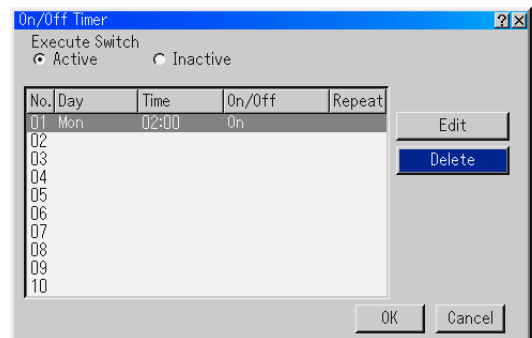 On/Off Timer
Execute Switch
Active Inactive
No. Day Time On/Off Repeat
01 Mon 02:00 On
02
03
04
05
06
07
08
09
10
Edit
Delete
OK Cancel